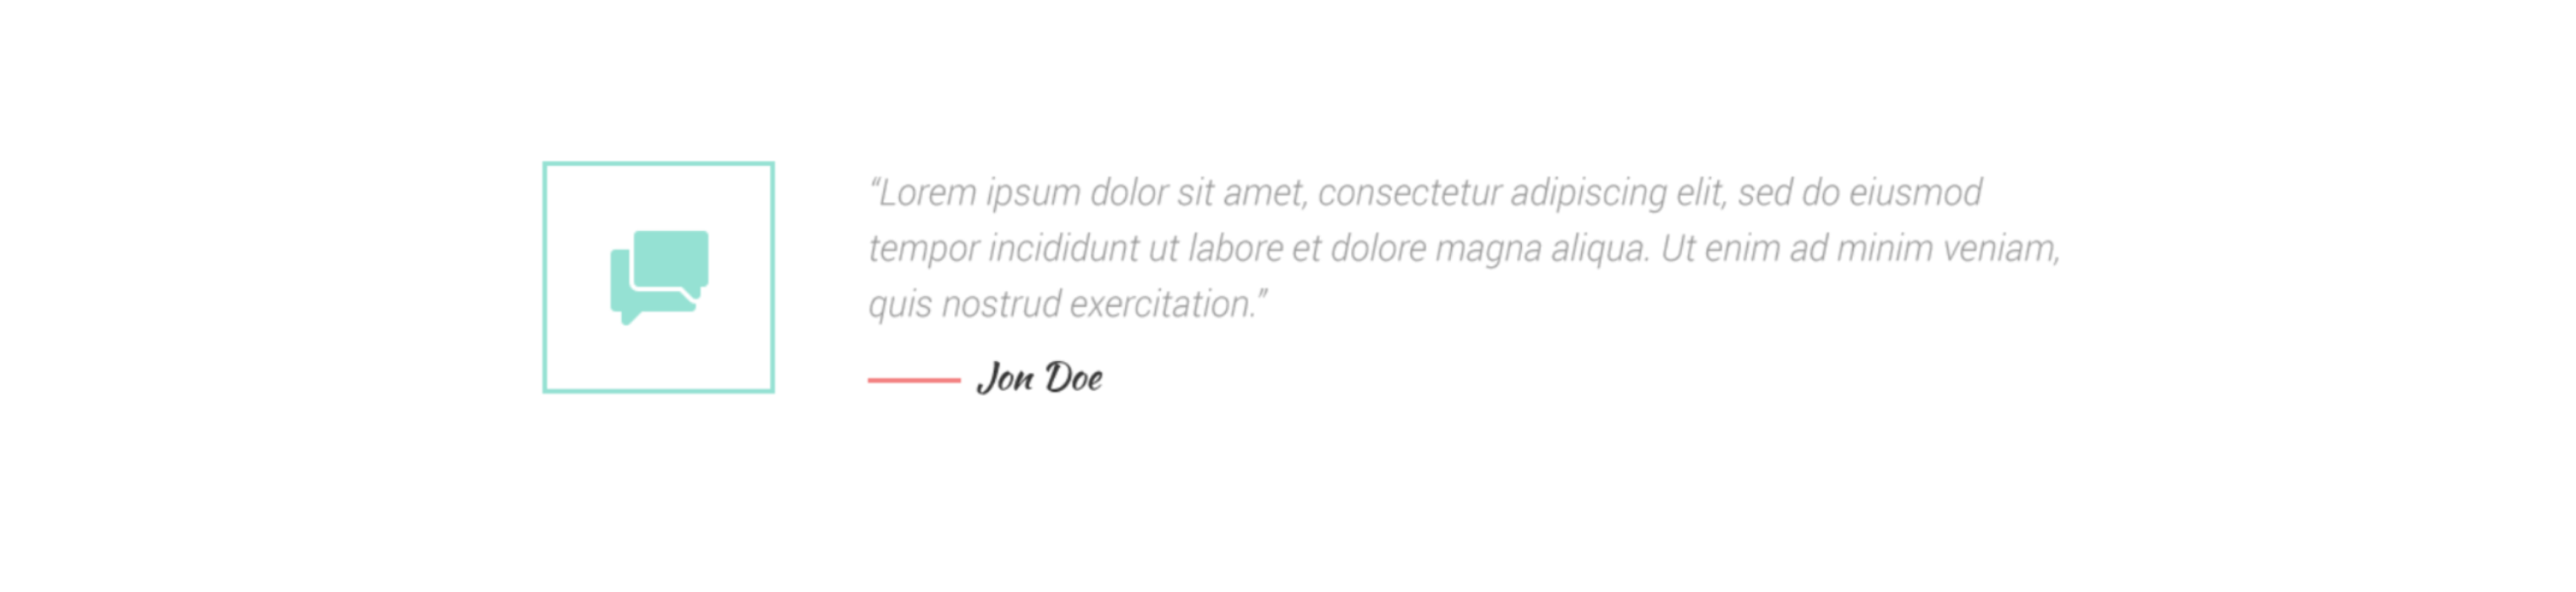 “Lorem ipsum dolor sit amet, consectetur adipiscing elit, sed do eiusmod
tempor incididunt ut labore et dolore magna aliqua. Ut enim ad minim veniam,
quis nostrud exercitation.”
Jon Doe